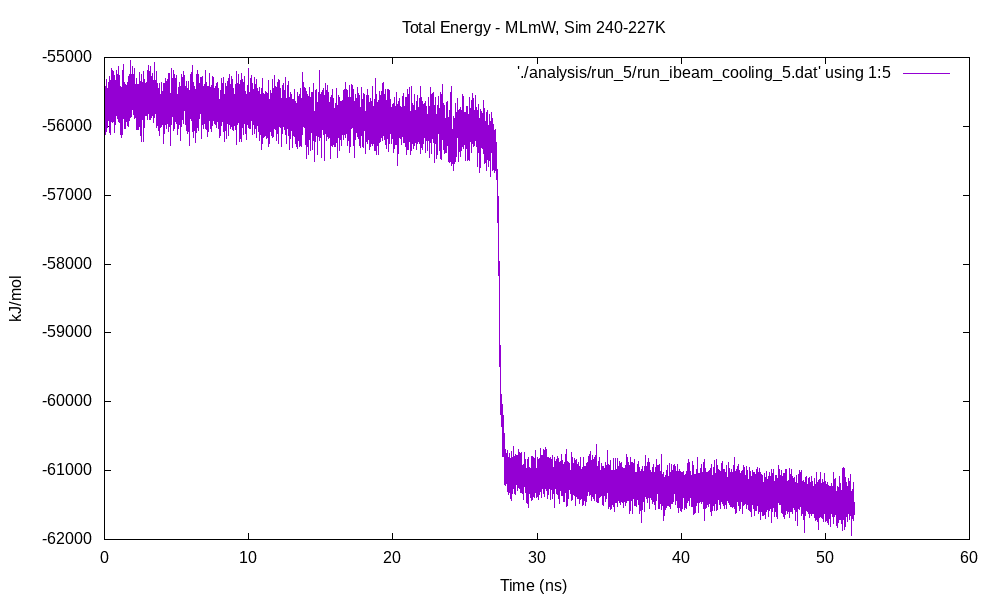 Total Energy - MLmW, Sim 240-227K
'./analysis/run_5/run_ibeam_cooling_5.dat' using 1:5
-55000
-56000
-57000
-58000
-59000
-60000
-61000
-62000
kJ/mol
0 10 20 30 40 50 60
Time (ns)